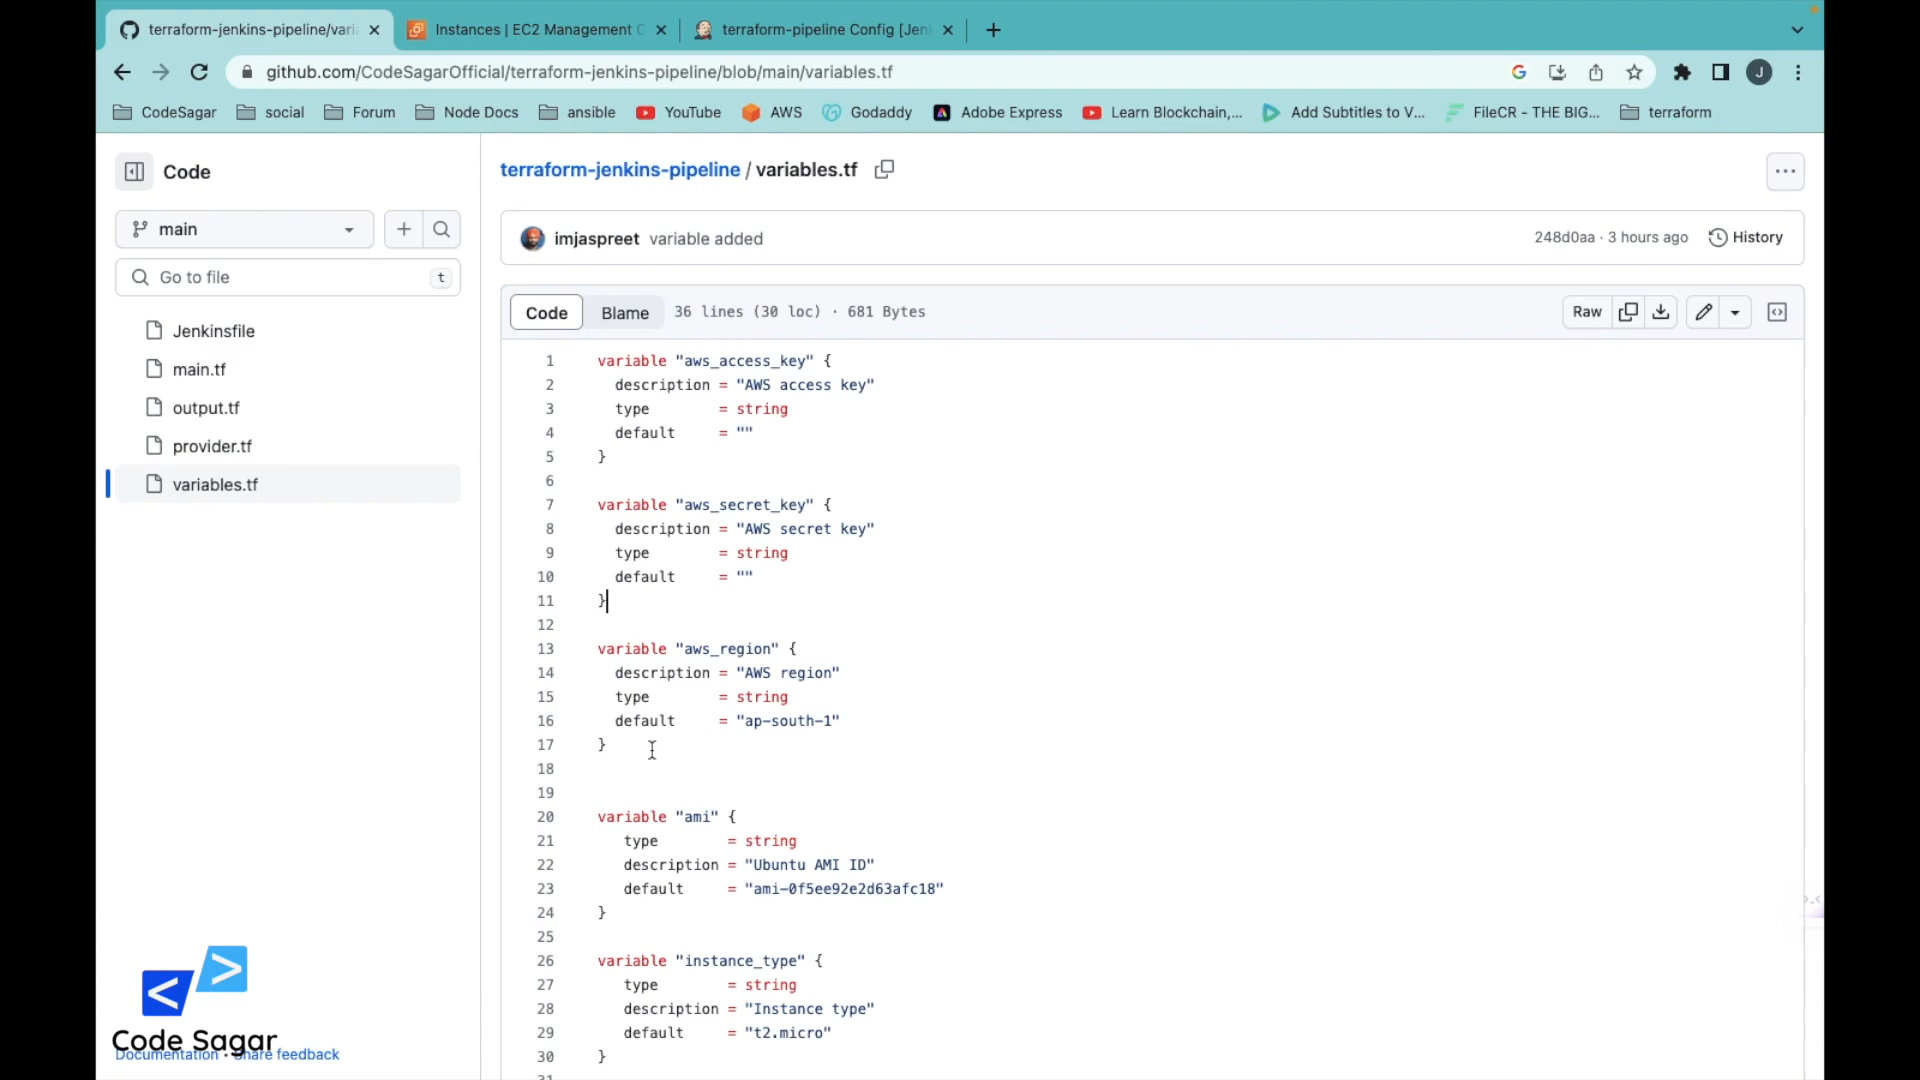 terraform-jenkins-pipeline/vari
Instances | EC2 Management C
terraform-pipeline Config [Jen
github.com/CodeSagarOfficial/terraform-jenkins-pipeline/blob/main/variables.tf
J
CodeSagar social Forum Node Docs ansible YouTube AWS Godaddy Adobe Express Learn Blockchain,... Add Subtitles to V... FileCR - THE BIG... terraform
Code
main
Go to file t
Jenkinsfile
main.tf
output.tf
provider.tf
variables.tf
Documentation · Share feedback
< >
Code Sagar
terraform-jenkins-pipeline / variables.tf
imjaspreet variable added 248d0aa · 3 hours ago History
Code Blame 36 lines (30 loc) · 681 Bytes Raw
1 variable "aws_access_key" {
2 description = "AWS access key"
3 type = string
4 default = ""
5 }
6
7 variable "aws_secret_key" {
8 description = "AWS secret key"
9 type = string
10 default = ""
11 }
12
13 variable "aws_region" {
14 description = "AWS region"
15 type = string
16 default = "ap-south-1"
17 }
18
19
20 variable "ami" {
21 type = string
22 description = "Ubuntu AMI ID"
23 default = "ami-0f5ee92e2d63afc18"
24 }
25
26 variable "instance_type" {
27 type = string
28 description = "Instance type"
29 default = "t2.micro"
30 }